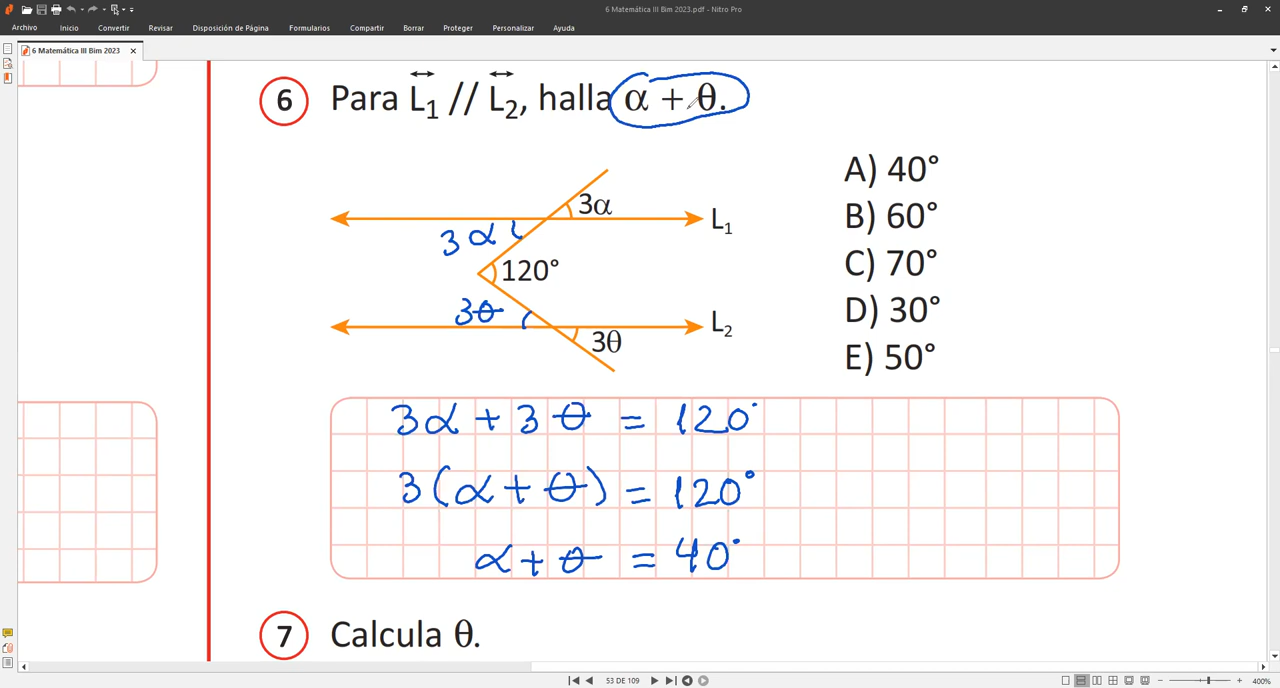 6 Matemática III Bim 2023.pdf - Nitro Pro
Archivo Inicio Convertir Revisar Disposición de Página Formularios Compartir Borrar Proteger Personalizar Ayuda
6 Matemática III Bim 2023 ×
6 Para L₁ // L₂, halla α + θ.
A) 40°
B) 60°
C) 70°
D) 30°
E) 50°
3α
L₁
3α
120°
3θ
L₂
3θ
3α + 3θ = 120°
3(α + θ) = 120°
α + θ = 40°
7 Calcula θ.
53 DE 109
400%